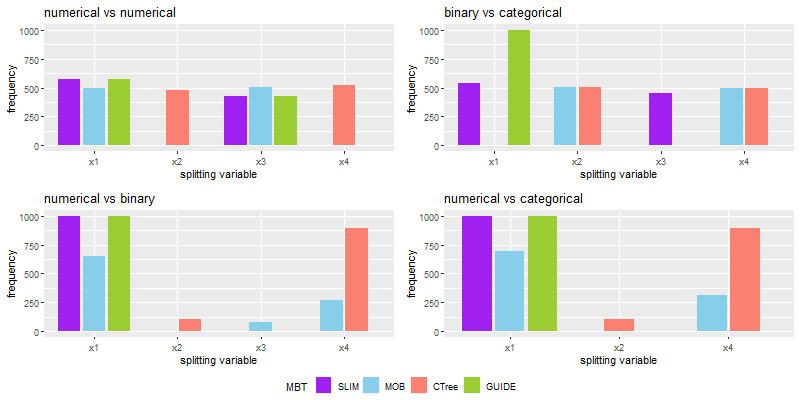 numerical vs numerical
binary vs categorical
frequency
1000
750
500
250
0
x1 x2 x3 x4
splitting variable
frequency
1000
750
500
250
0
x1 x2 x3 x4
splitting variable
numerical vs binary
numerical vs categorical
frequency
1000
750
500
250
0
x1 x2 x3 x4
splitting variable
frequency
1000
750
500
250
0
x1 x2 x4
splitting variable
MBT SLIM MOB CTree GUIDE